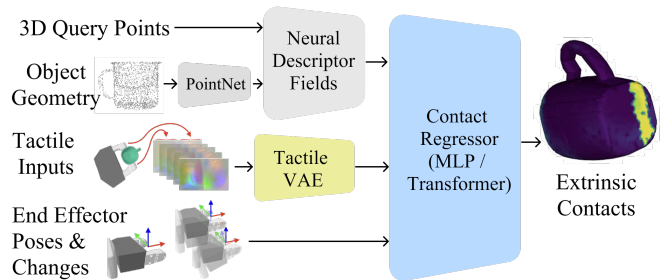 3D Query Points
Object
Geometry
PointNet
Neural
Descriptor
Fields
Tactile
Inputs
Tactile
VAE
End Effector
Poses &
Changes
Contact
Regressor
(MLP /
Transformer)
Extrinsic
Contacts